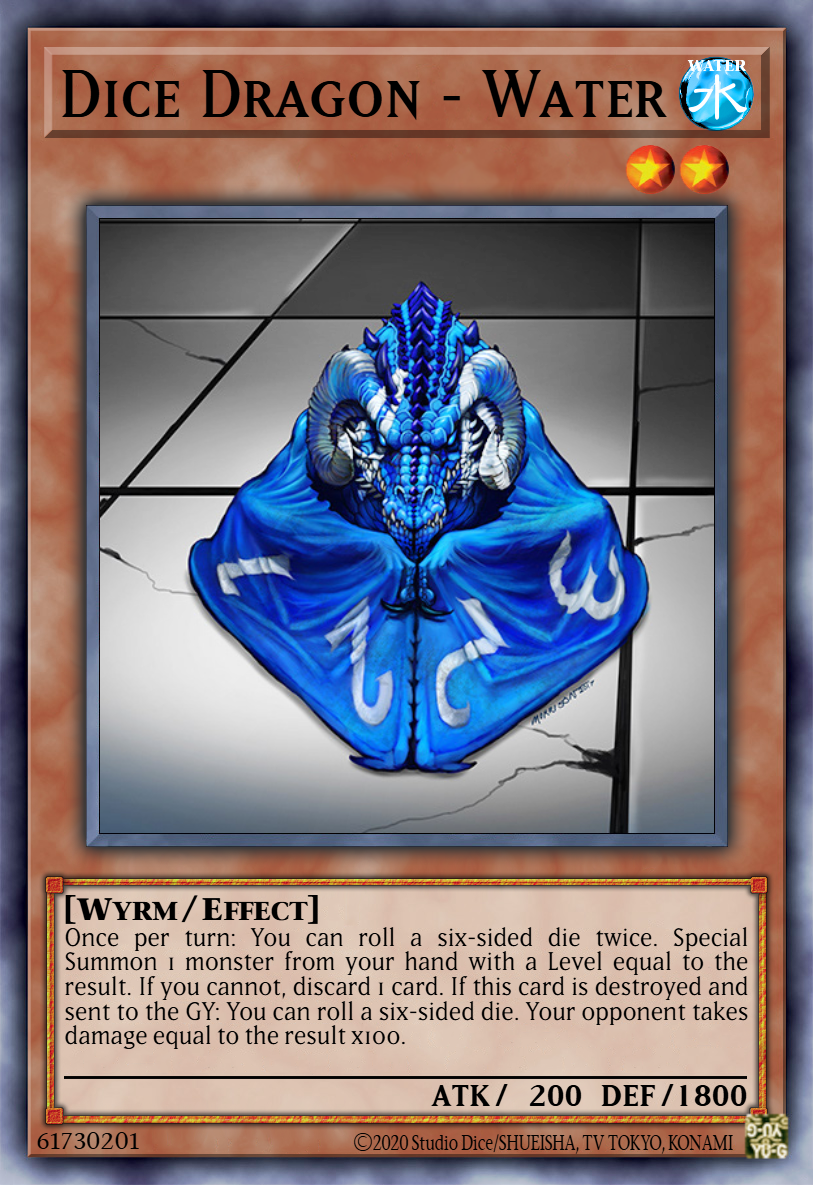 Dice Dragon - Water
WATER
水
1
3
[Wyrm/Effect]
Once per turn: You can roll a six-sided die twice. Special
Summon 1 monster from your hand with a Level equal to the
result. If you cannot, discard 1 card. If this card is destroyed and
sent to the GY: You can roll a six-sided die. Your opponent takes
damage equal to the result x100.
ATK/ 200 DEF/1800
61730201
©2020 Studio Dice/SHUEISHA, TV TOKYO, KONAMI